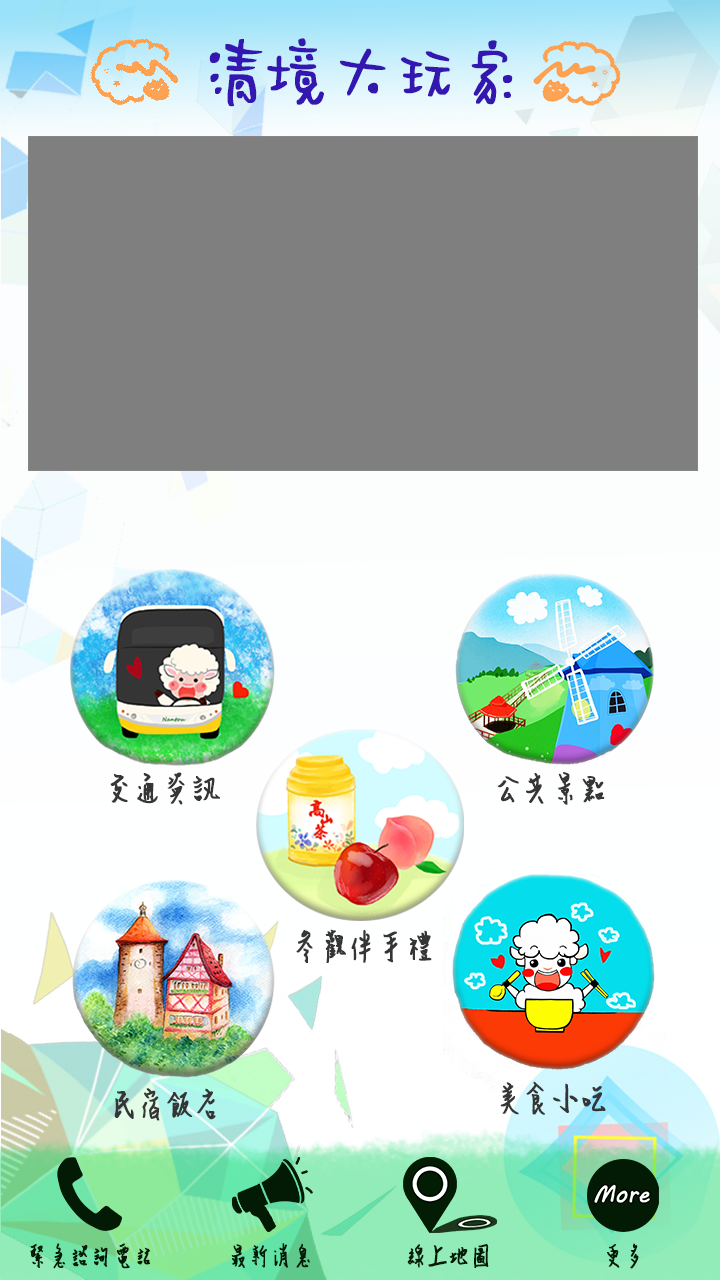 清境大玩家
Nantou
交通資訊
公共景點
高山茶
參觀伴手禮
民宿飯店
美食小吃
More
緊急諮詢電話
最新消息
線上地圖
更多